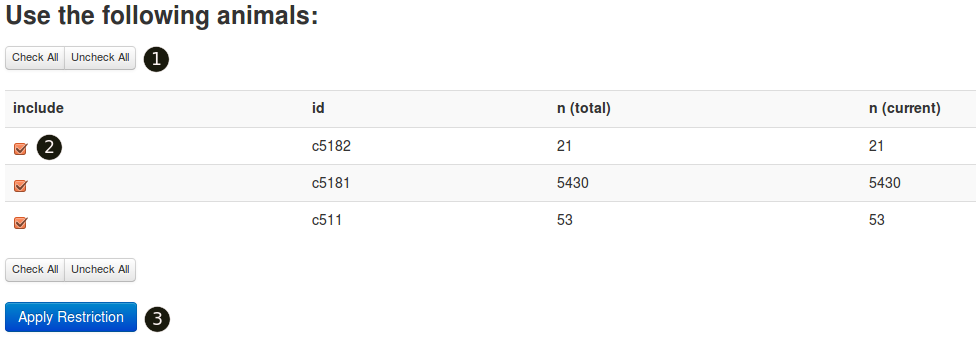 Use the following animals:
Check All Uncheck All 1
include id n (total) n (current)
2 c5182 21 21
c5181 5430 5430
c511 53 53
Check All Uncheck All
Apply Restriction 3